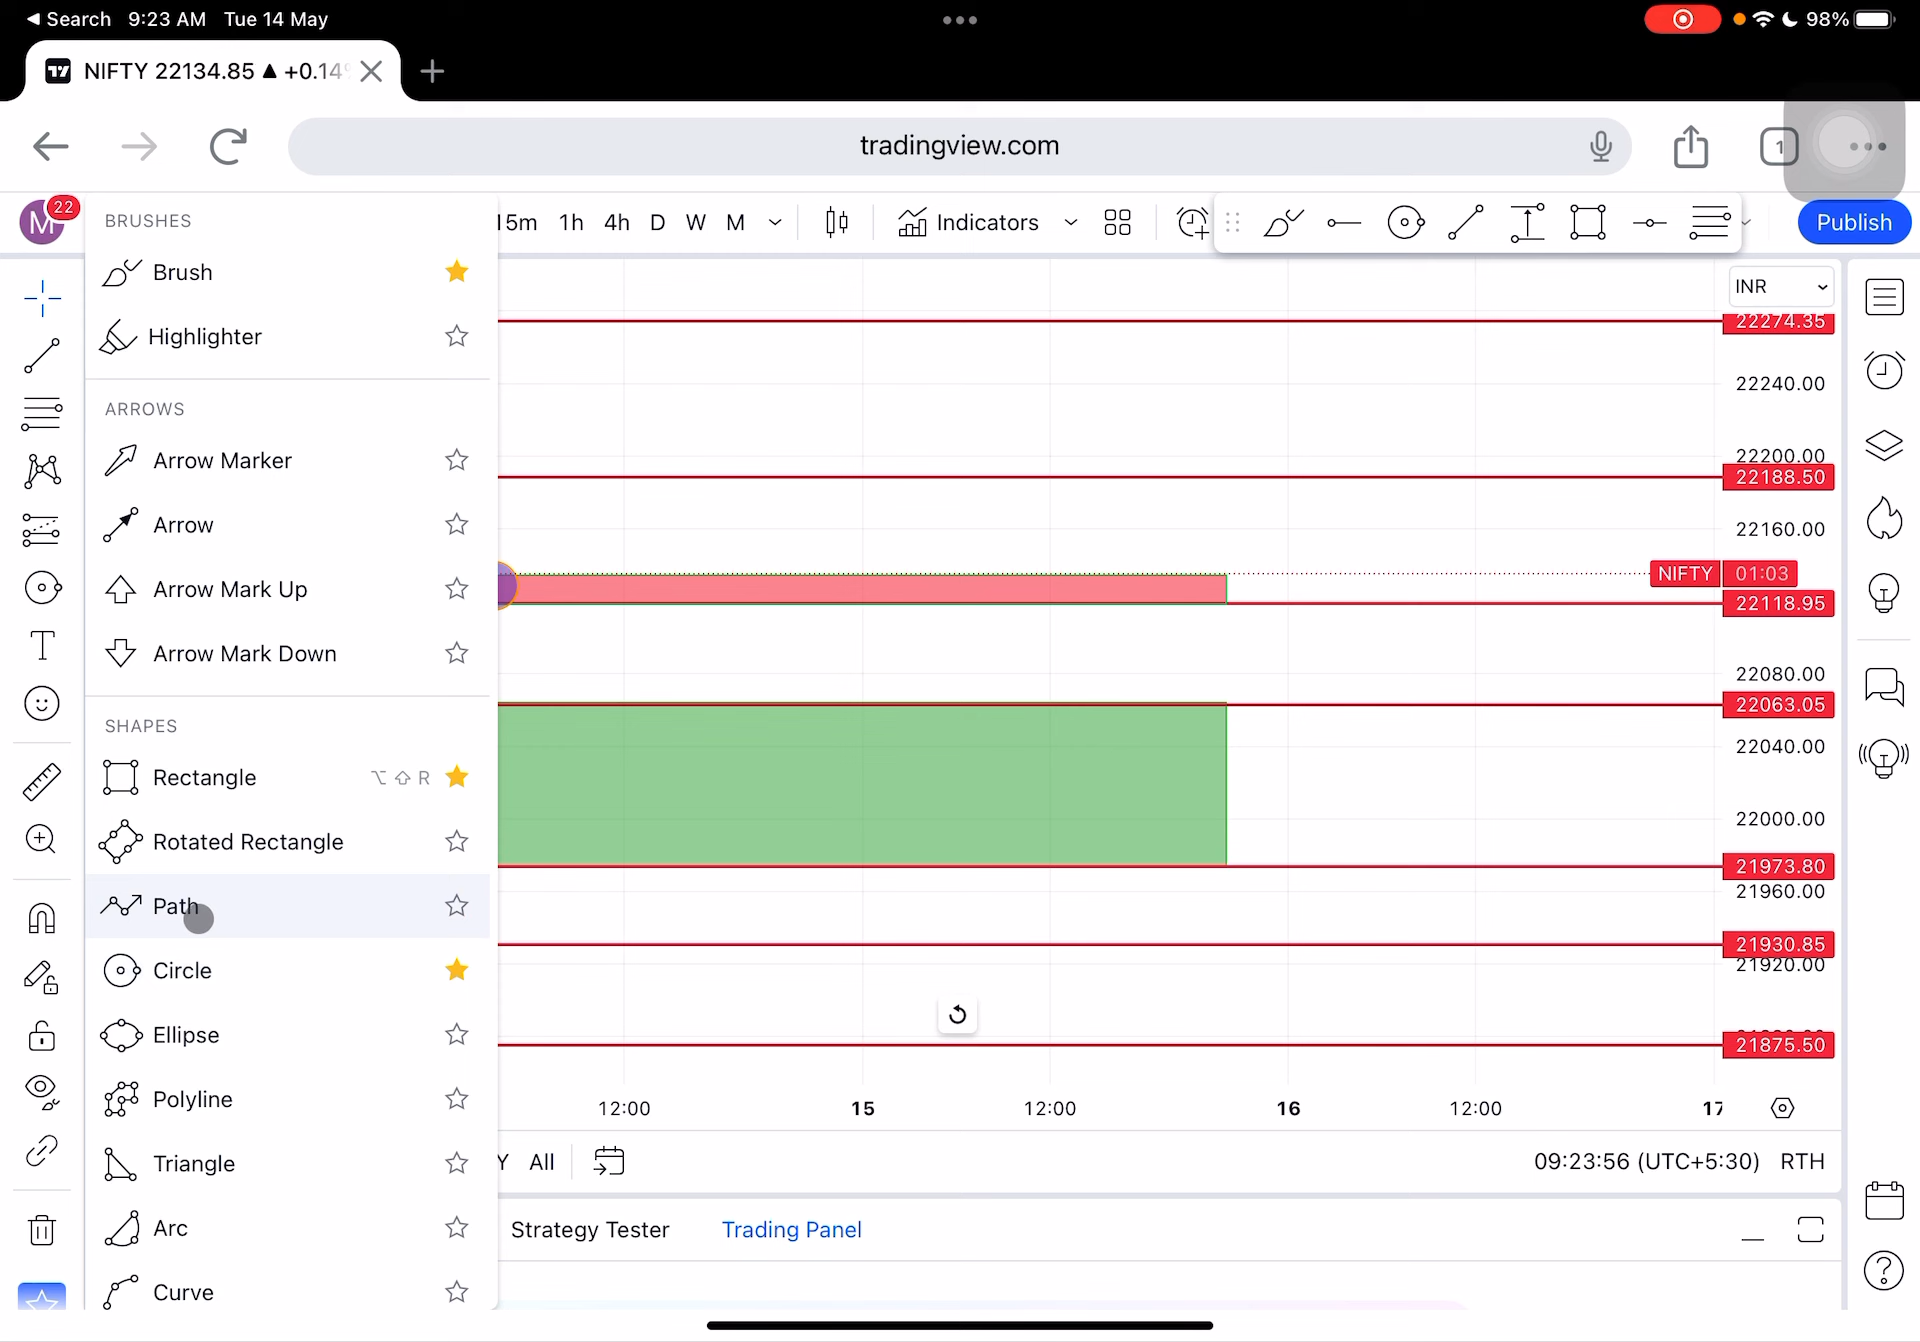 Search 9:23 AM Tue 14 May
98%
NIFTY 22134.85 ▲ +0.14
tradingview.com
1
M
22
15m 1h 4h D W M
Indicators
Publish
BRUSHES
Brush
Highlighter
ARROWS
Arrow Marker
Arrow
Arrow Mark Up
Arrow Mark Down
SHAPES
Rectangle ⌥ ⇧ R
Rotated Rectangle
Path
Circle
Ellipse
Polyline
Triangle
Arc
Curve
INR
22274.35
22240.00
22200.00
22188.50
22160.00
NIFTY 01:03
22118.95
22080.00
22063.05
22040.00
22000.00
21973.80
21960.00
21930.85
21920.00
21875.50
12:00 15 12:00 16 12:00 17
Y All
09:23:56 (UTC+5:30) RTH
Strategy Tester Trading Panel